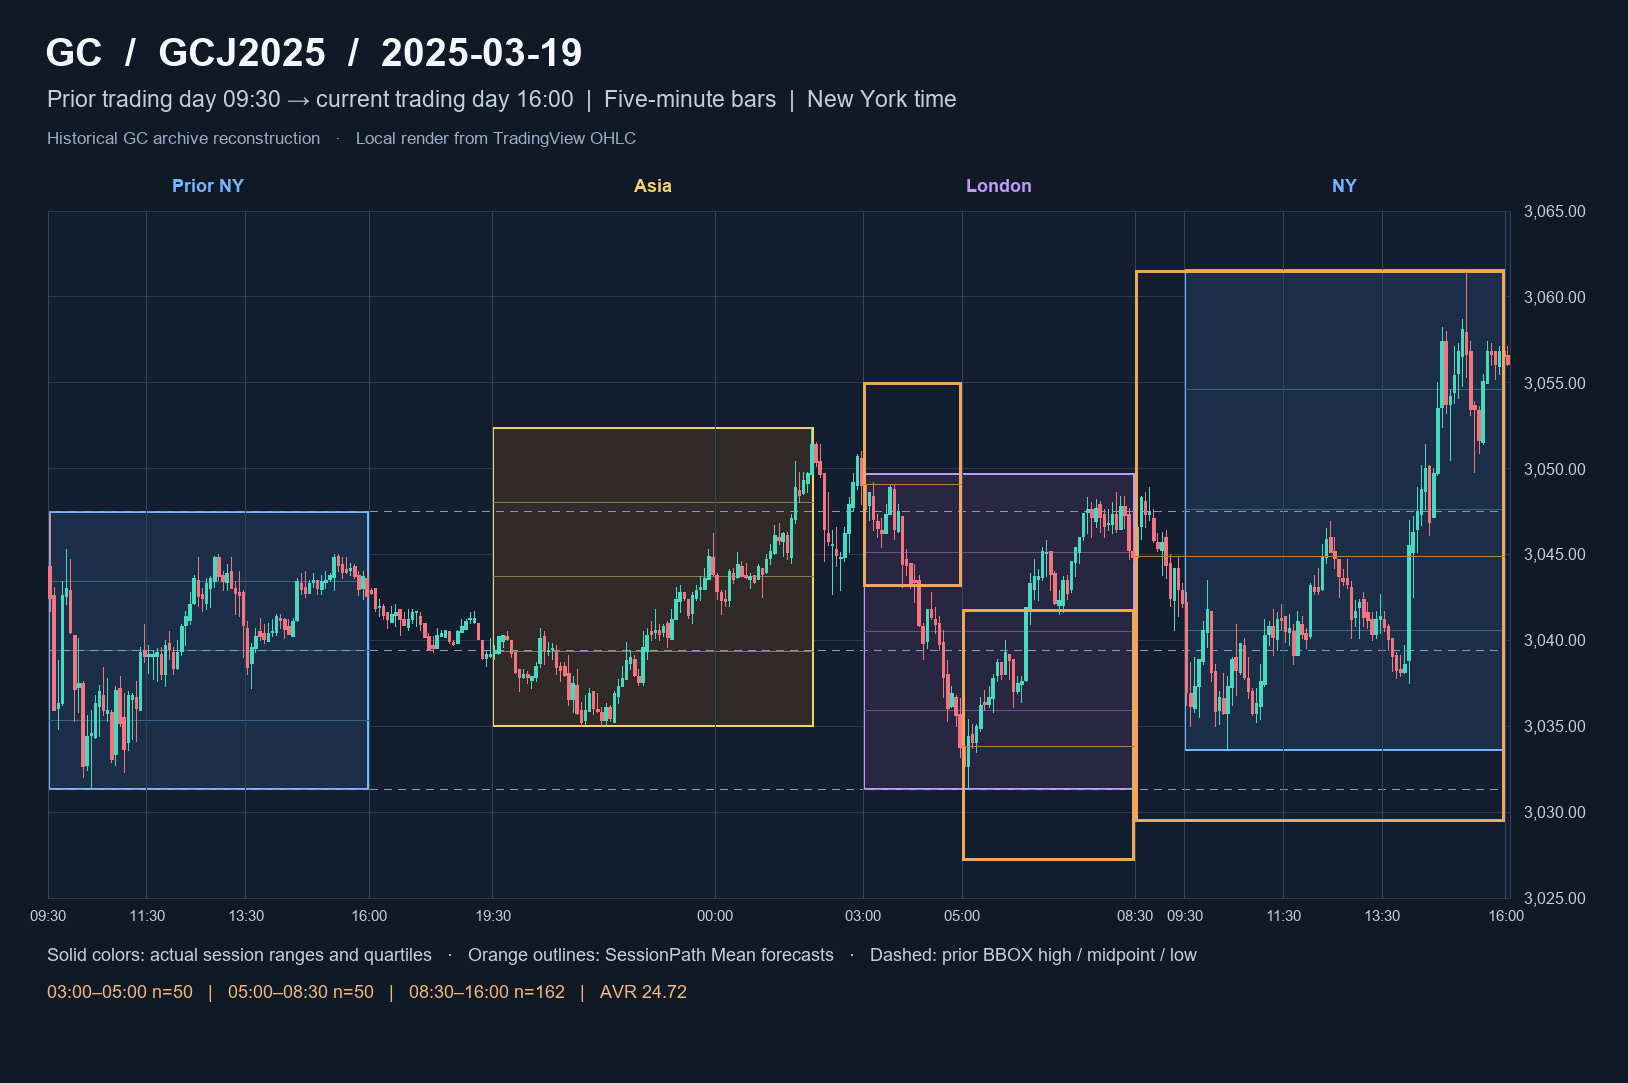 GC / GCJ2025 / 2025-03-19
Prior trading day 09:30 → current trading day 16:00 | Five-minute bars | New York time
Historical GC archive reconstruction · Local render from TradingView OHLC
Prior NY Asia London NY
3,065.00
3,060.00
3,055.00
3,050.00
3,045.00
3,040.00
3,035.00
3,030.00
3,025.00
09:30 11:30 13:30 16:00 19:30 00:00 03:00 05:00 08:30 09:30 11:30 13:30 16:00
Solid colors: actual session ranges and quartiles · Orange outlines: SessionPath Mean forecasts · Dashed: prior BBOX high / midpoint / low
03:00–05:00 n=50 | 05:00–08:30 n=50 | 08:30–16:00 n=162 | AVR 24.72